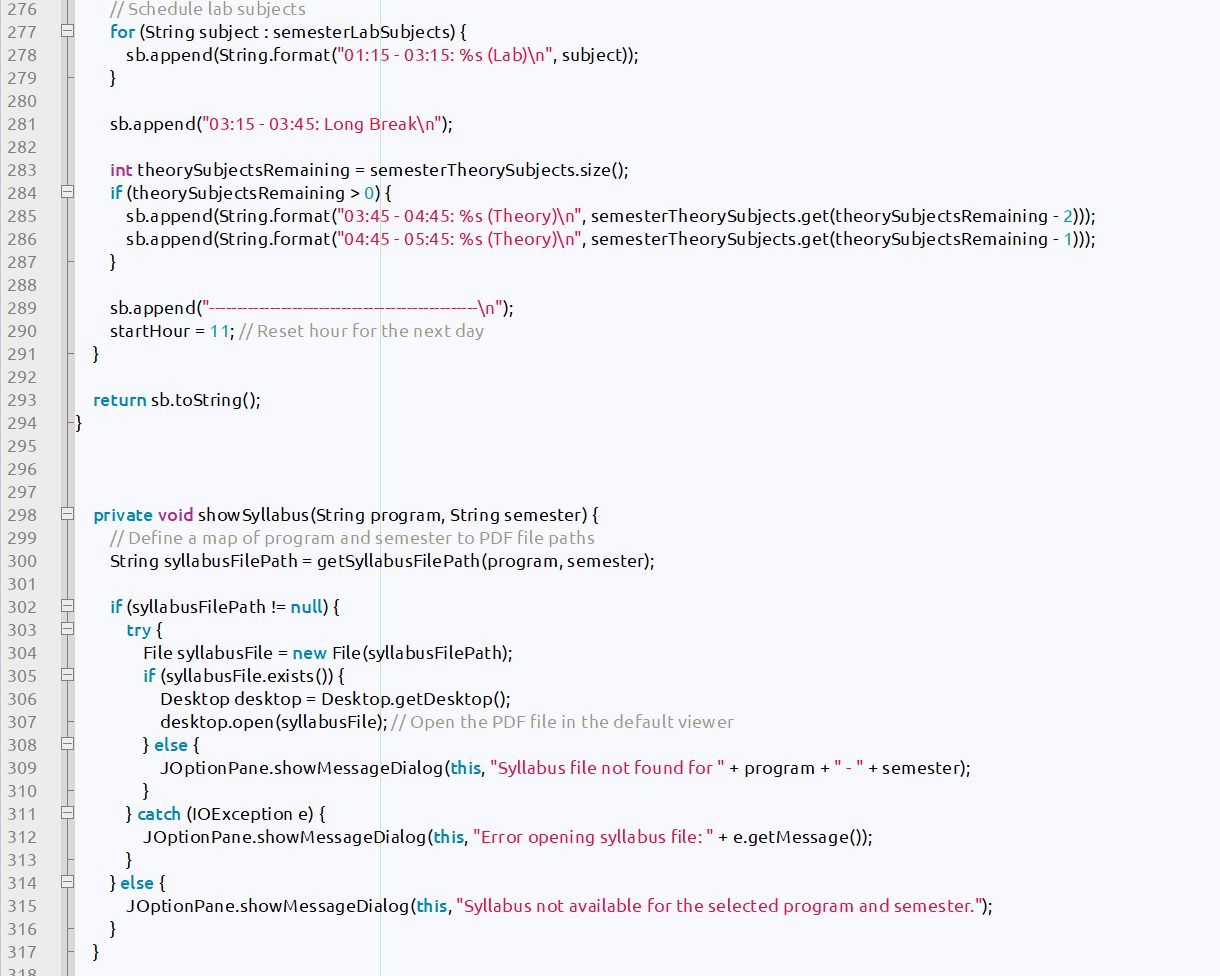 276 // Schedule lab subjects
277 for (String subject : semesterLabSubjects) {
278 sb.append(String.format("01:15 - 03:15: %s (Lab)\n", subject));
279 }
280
281 sb.append("03:15 - 03:45: Long Break\n");
282
283 int theorySubjectsRemaining = semesterTheorySubjects.size();
284 if (theorySubjectsRemaining > 0) {
285 sb.append(String.format("03:45 - 04:45: %s (Theory)\n", semesterTheorySubjects.get(theorySubjectsRemaining - 2)));
286 sb.append(String.format("04:45 - 05:45: %s (Theory)\n", semesterTheorySubjects.get(theorySubjectsRemaining - 1)));
287 }
288
289 sb.append("-------------------------------------------------\n");
290 startHour = 11; // Reset hour for the next day
291 }
292
293 return sb.toString();
294 }
295
296
297
298 private void showSyllabus(String program, String semester) {
299 // Define a map of program and semester to PDF file paths
300 String syllabusFilePath = getSyllabusFilePath(program, semester);
301
302 if (syllabusFilePath != null) {
303 try {
304 File syllabusFile = new File(syllabusFilePath);
305 if (syllabusFile.exists()) {
306 Desktop desktop = Desktop.getDesktop();
307 desktop.open(syllabusFile); // Open the PDF file in the default viewer
308 } else {
309 JOptionPane.showMessageDialog(this, "Syllabus file not found for " + program + " - " + semester);
310 }
311 } catch (IOException e) {
312 JOptionPane.showMessageDialog(this, "Error opening syllabus file: " + e.getMessage());
313 }
314 } else {
315 JOptionPane.showMessageDialog(this, "Syllabus not available for the selected program and semester.");
316 }
317 }
318